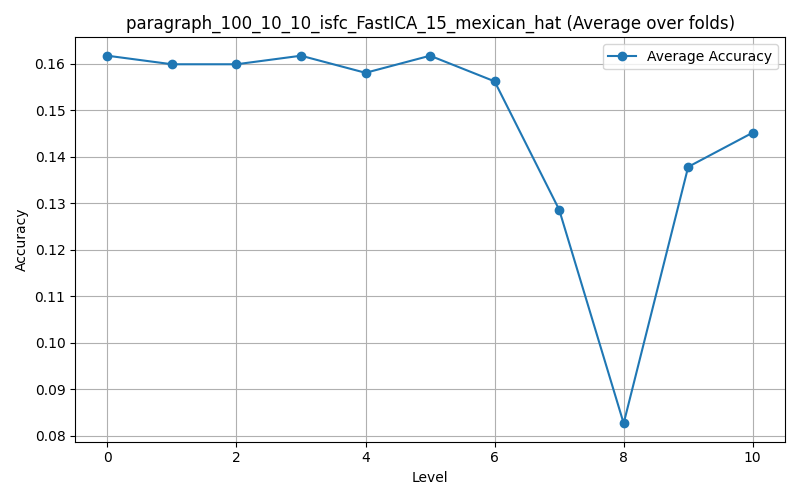 paragraph_100_10_10_isfc_FastICA_15_mexican_hat (Average over folds)
Average Accuracy
0.16
0.15
0.14
0.13
0.12
0.11
0.10
0.09
0.08
Accuracy
0 2 4 6 8 10
Level